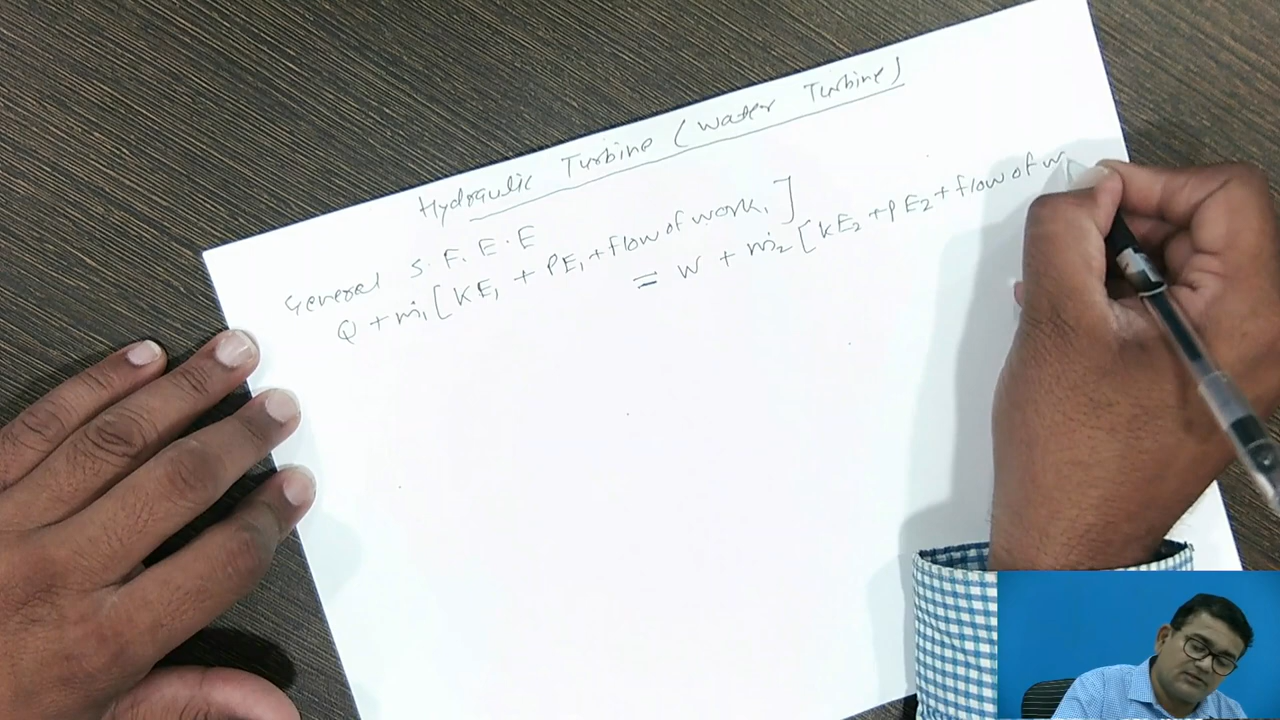 Hydraulic Turbine (Water Turbine)
General S.F.E.E
Q + ṁ₁[KE₁ + PE₁ + flow of work₁]
= W + ṁ₂[KE₂ + PE₂ + flow of w